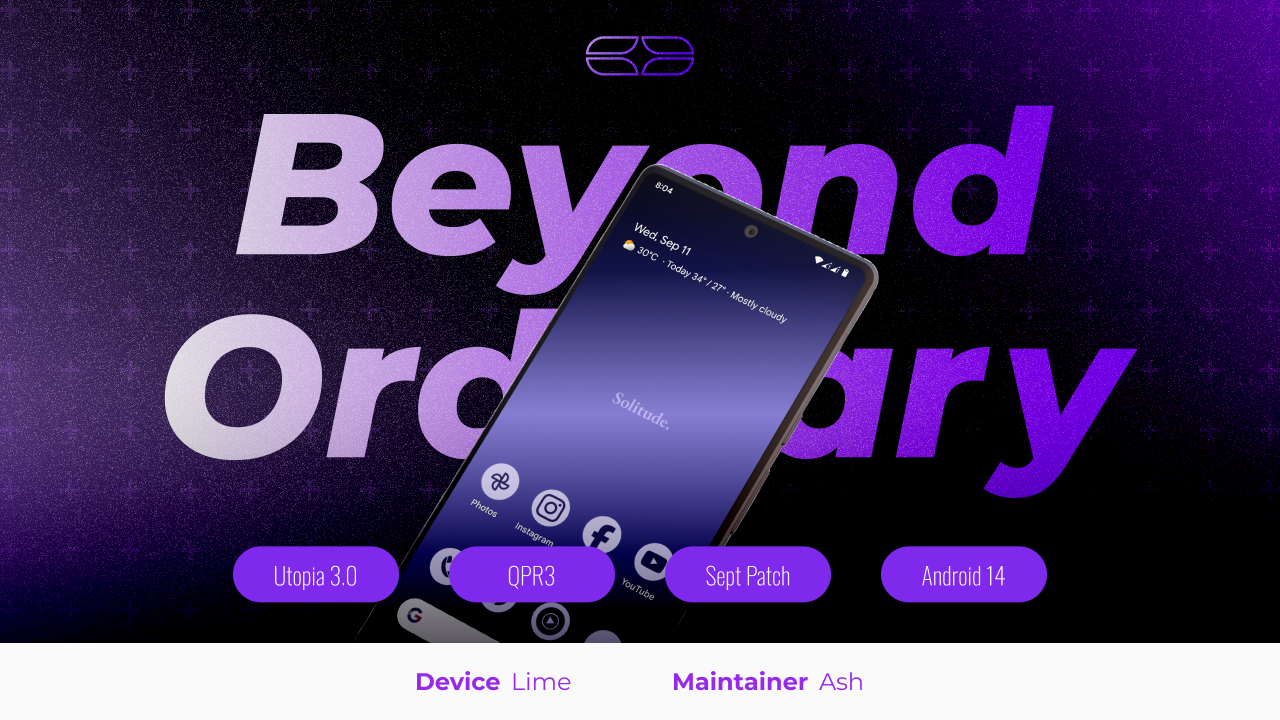 Beyond
Ordinary
8:04
Wed, Sep 11
30°C · Today 34° / 27° · Mostly cloudy
Solitude.
Photos
Instagram
YouTube
Utopia 3.0
QPR3
Sept Patch
Android 14
G
Device Lime
Maintainer Ash